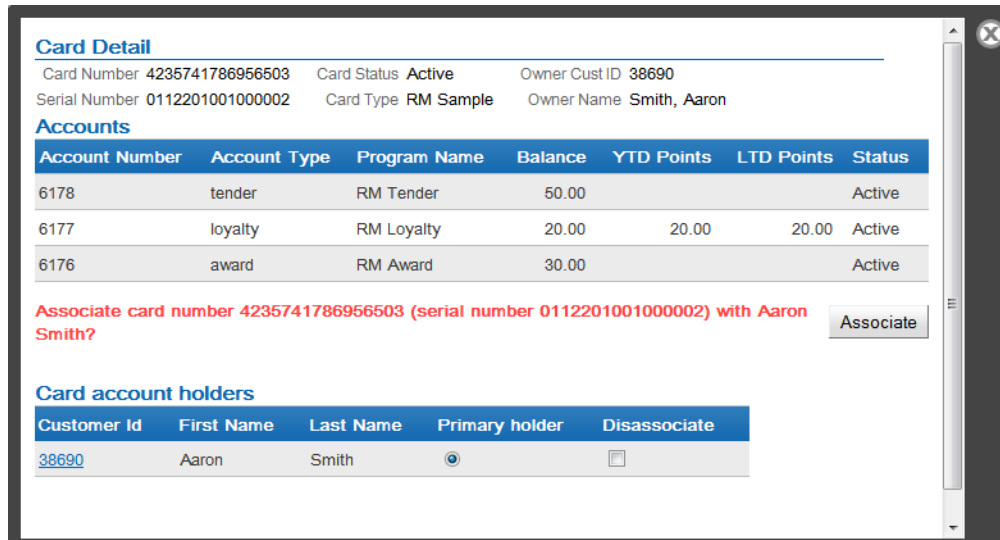 Card Detail
Card Number 4235741786956503 Card Status Active Owner Cust ID 38690
Serial Number 0112201001000002 Card Type RM Sample Owner Name Smith, Aaron
Accounts
Account Number Account Type Program Name Balance YTD Points LTD Points Status
6178 tender RM Tender 50.00 Active
6177 loyalty RM Loyalty 20.00 20.00 20.00 Active
6176 award RM Award 30.00 Active
Associate card number 4235741786956503 (serial number 0112201001000002) with Aaron
Smith?
Associate
Card account holders
Customer Id First Name Last Name Primary holder Disassociate
38690 Aaron Smith